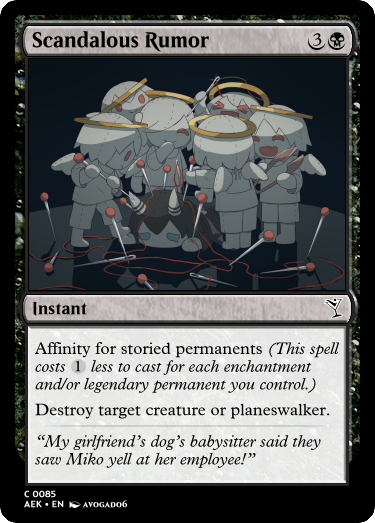 Scandalous Rumor 3
Instant
Affinity for storied permanents (This spell
costs 1 less to cast for each enchantment
and/or legendary permanent you control.)
Destroy target creature or planeswalker.
“My girlfriend’s dog’s babysitter said they
saw Miko yell at her employee!”
C 0085
AEK • EN AVOGADO6